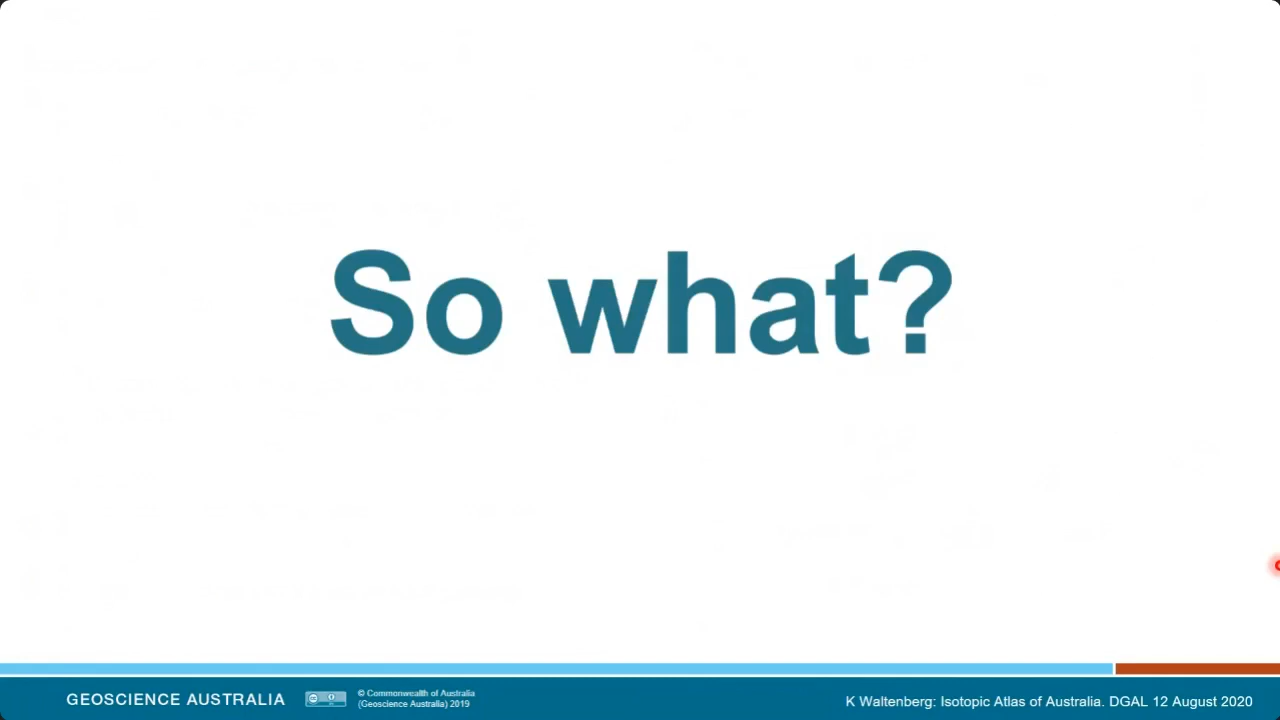 So what?
GEOSCIENCE AUSTRALIA
© Commonwealth of Australia
(Geoscience Australia) 2019
K Waltenberg: Isotopic Atlas of Australia. DGAL 12 August 2020